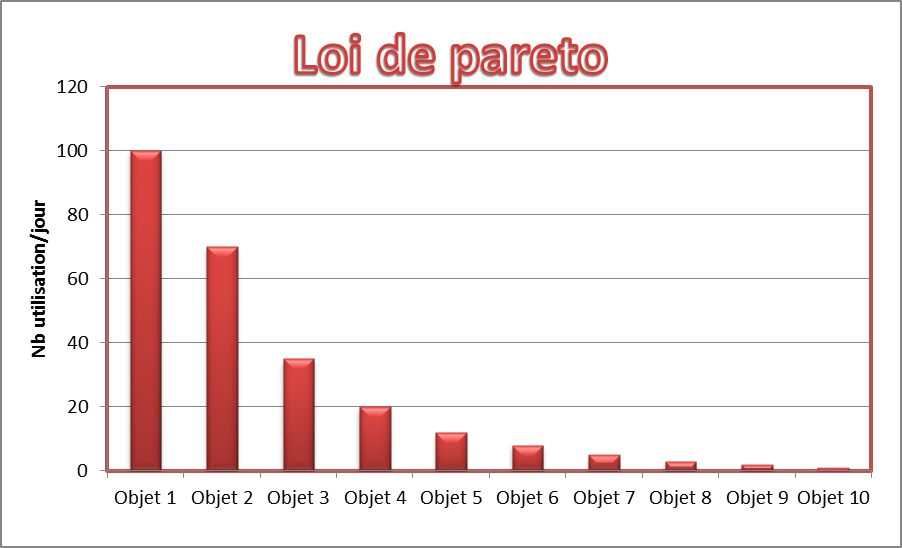 Loi de pareto
Nb utilisation/jour
120
100
80
60
40
20
0
Objet 1 Objet 2 Objet 3 Objet 4 Objet 5 Objet 6 Objet 7 Objet 8 Objet 9 Objet 10